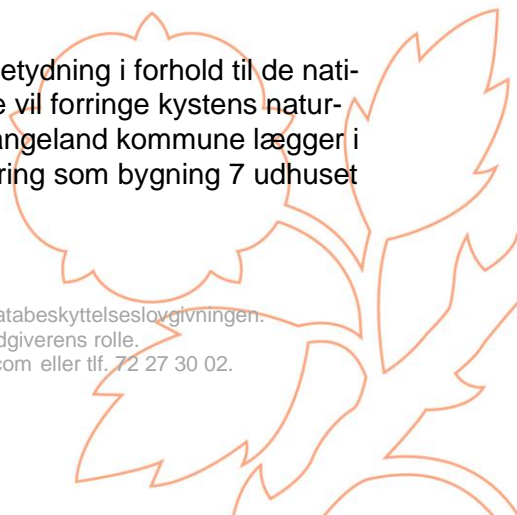 etydning i forhold til de nati-
e vil forringe kystens natur-
angeland kommune lægger i
ring som bygning 7 udhuset
atabeskyttelseslovgivningen.
dgiverens rolle.
com eller tlf. 72 27 30 02.